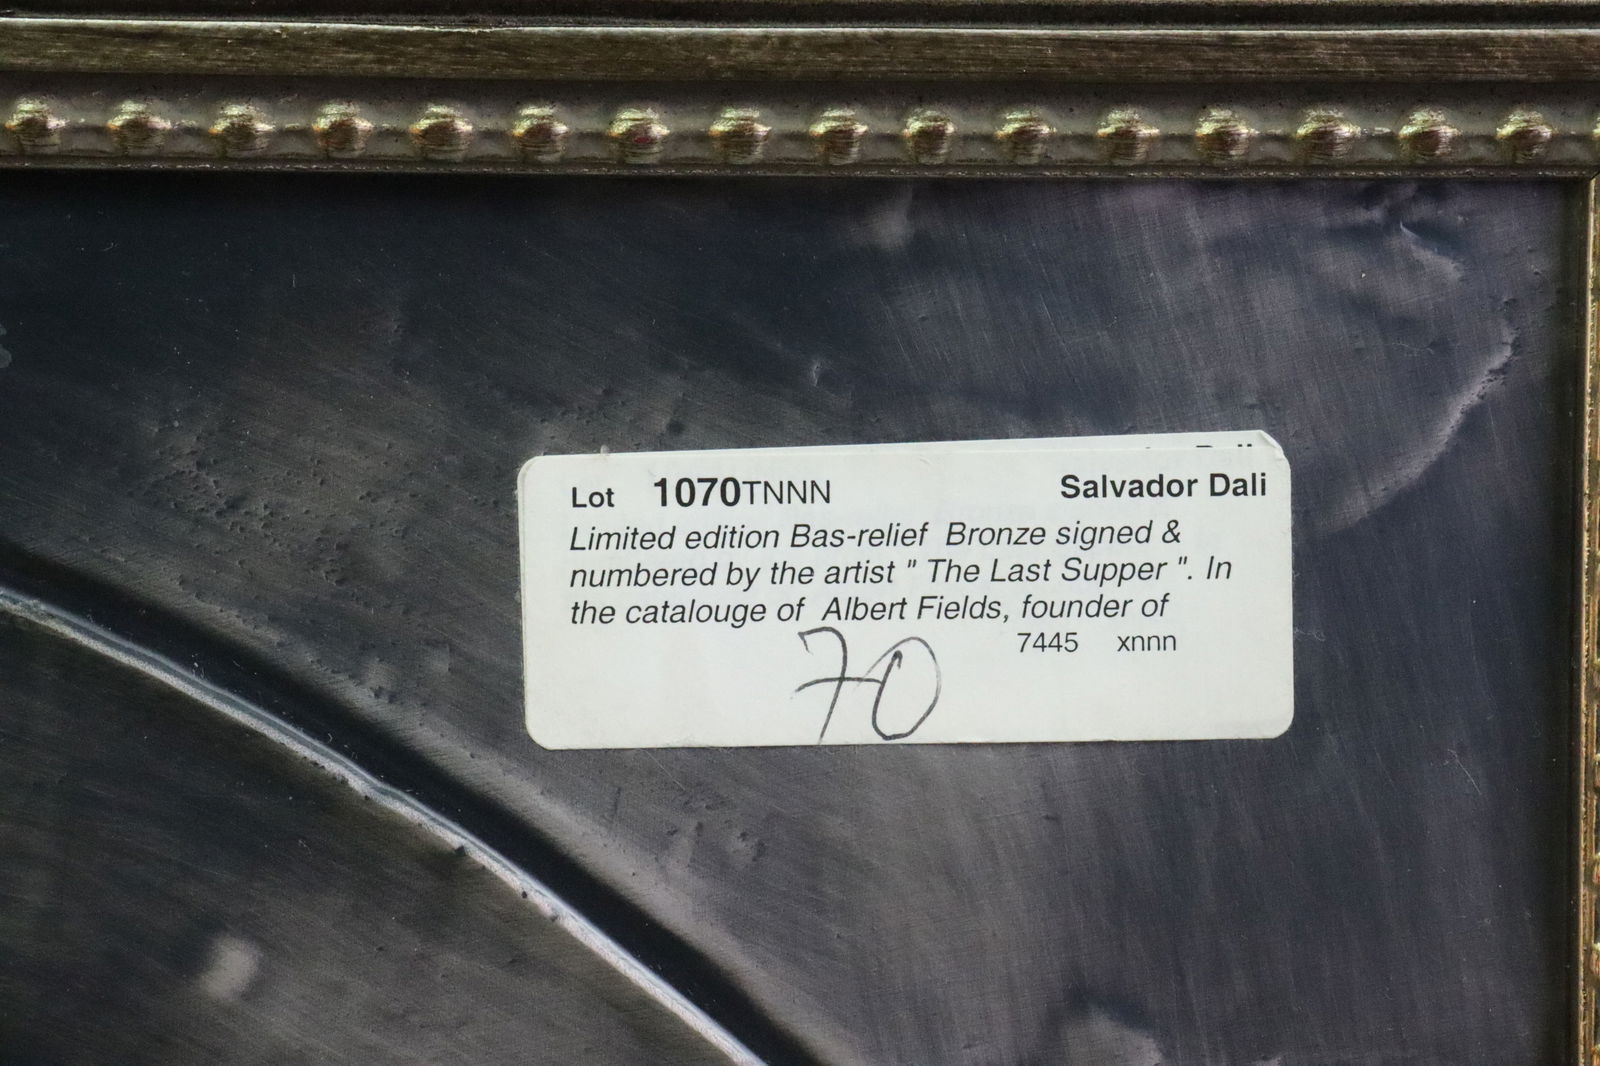 Lot 1070TNNN Salvador Dali
Limited edition Bas-relief Bronze signed &
numbered by the artist " The Last Supper ". In
the catalouge of Albert Fields, founder of
7445 xnnn
70